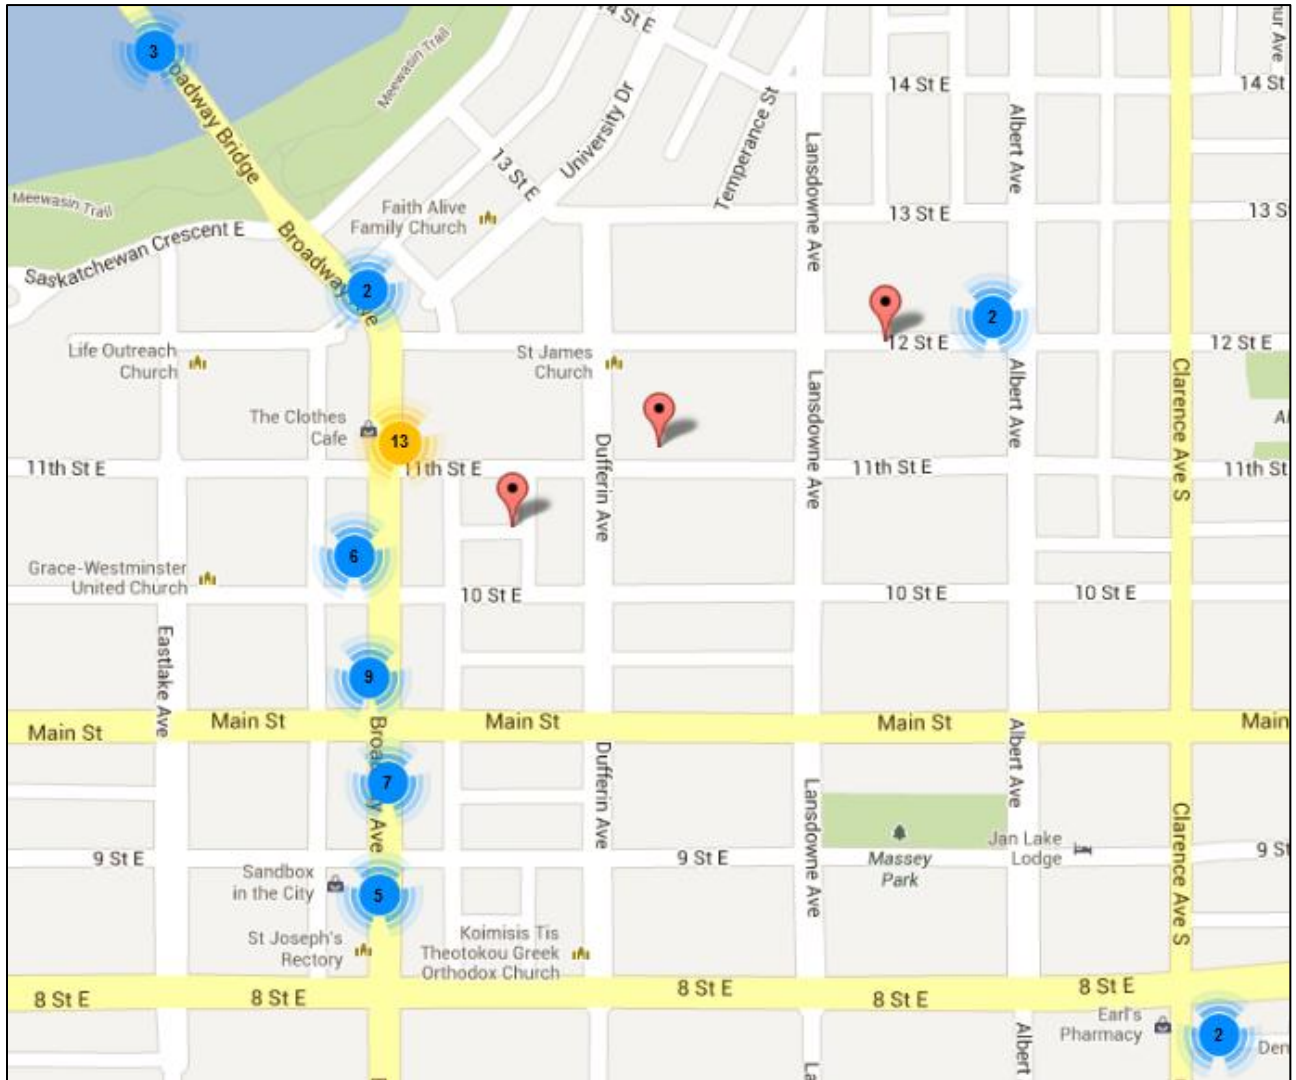 14 St E
hur Ave
3
14 St E
14 St
Meewasin Trail
Broadway Bridge
University Dr
Temperance St
Albert Ave
Lansdowne Ave
13 St E
Meewasin Trail
Faith Alive
Family Church
13 St E
13 S
Saskatchewan Crescent E
Broadway Ave
2
2
12 St E
12 St E
Life Outreach
Church
St James
Church
Albert Ave
Lansdowne Ave
Clarence Ave S
The Clothes
Cafe
13
Al
11th St E
11th St E
Dufferin Ave
11th St E
11th St
6
Grace-Westminster
United Church
10 St E
10 St E
10 St E
Eastlake Ave
9
Main St
Main St
Main St
Main St
Main
Broadway Ave
7
Dufferin Ave
Albert Ave
Lansdowne Ave
Clarence Ave S
9 St E
9 St E
Massey
Park
Jan Lake
Lodge
9 St
Sandbox
in the City
5
St Joseph's
Rectory
Koimisis Tis
Theotokou Greek
Orthodox Church
8 St E
8 St E
8 St E
8 St E
8 St E
Earl's
Pharmacy
2
Den
Albert
La